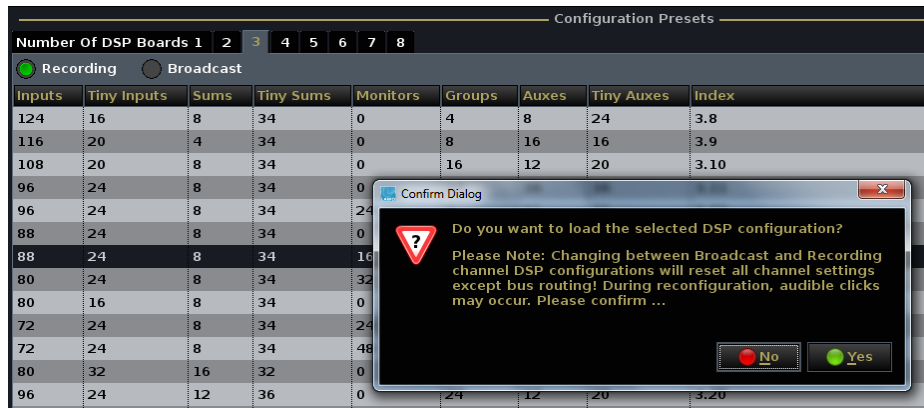 Configuration Presets
Number Of DSP Boards 1 2 3 4 5 6 7 8
Recording Broadcast
Inputs Tiny Inputs Sums Tiny Sums Monitors Groups Auxes Tiny Auxes Index
124 16 8 34 0 4 8 24 3.8
116 20 4 34 0 8 16 16 3.9
108 20 8 34 0 16 12 20 3.10
96 24 8 34 0
96 24 8 34 24
88 24 8 34 0
88 24 8 34 16
80 24 8 34 32
80 16 8 34 0
72 24 8 34 24
72 24 8 34 48
80 32 16 32 0
96 24 12 36 0 24 12 20 3.20
Confirm Dialog
Do you want to load the selected DSP configuration?
Please Note: Changing between Broadcast and Recording
channel DSP configurations will reset all channel settings
except bus routing! During reconfiguration, audible clicks
may occur. Please confirm ...
No Yes